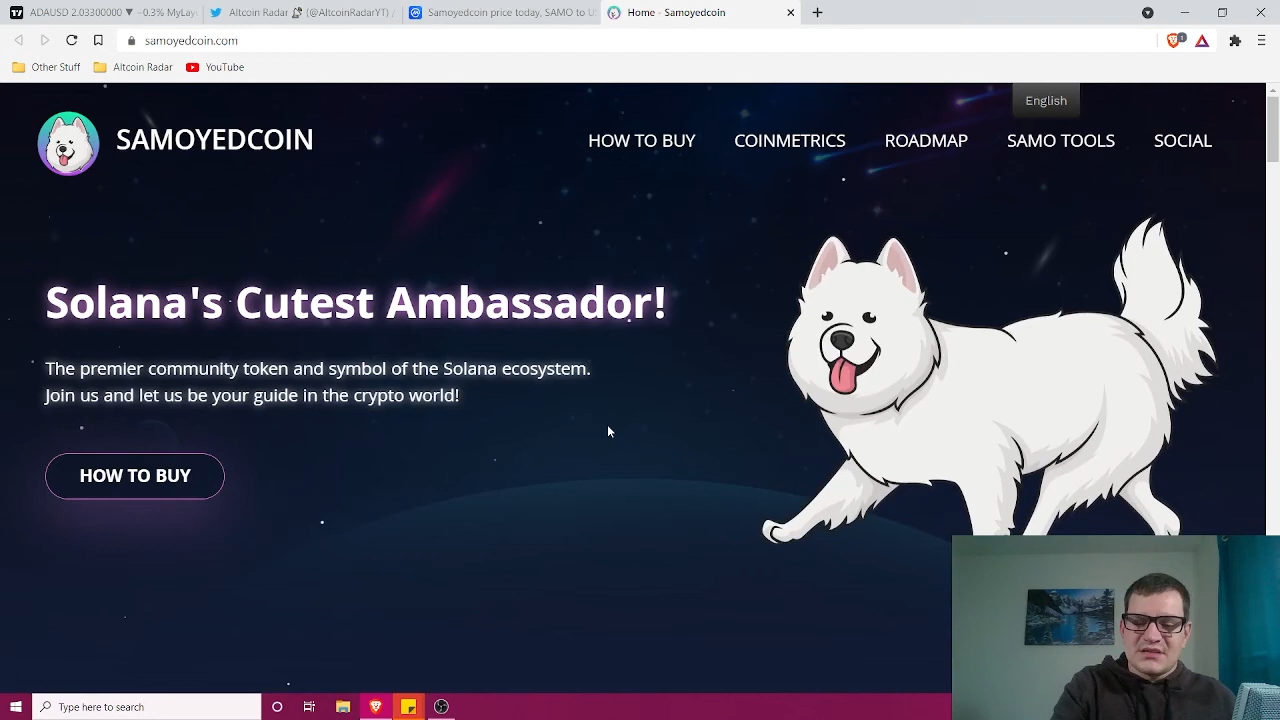 ADAUSD 2.03300000 ▼ −0.3% MyLay
Altcoin Radar (@AltcoinRadarYT) /
Samoyedcoin price today, SAMO to U
Home - Samoyedcoin
samoyedcoin.com
1
Other Stuff
Altcoin Radar
YouTube
English
SAMOYEDCOIN
HOW TO BUY
COINMETRICS
ROADMAP
SAMO TOOLS
SOCIAL
Solana's Cutest Ambassador!
The premier community token and symbol of the Solana ecosystem.
Join us and let us be your guide in the crypto world!
HOW TO BUY
Type here to search